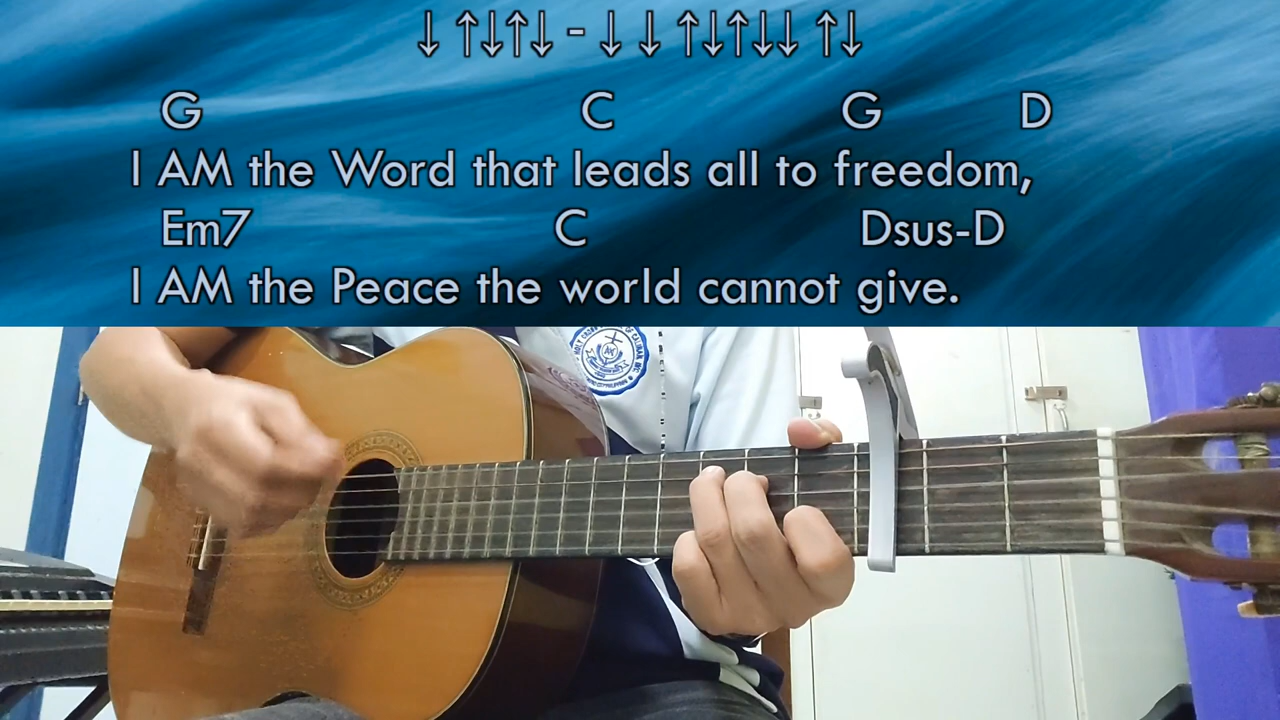 ↓ ↑↓↑↓ - ↓ ↓ ↑↓↑↓↓ ↑↓
G C G D
I AM the Word that leads all to freedom,
Em7 C Dsus-D
I AM the Peace the world cannot give.